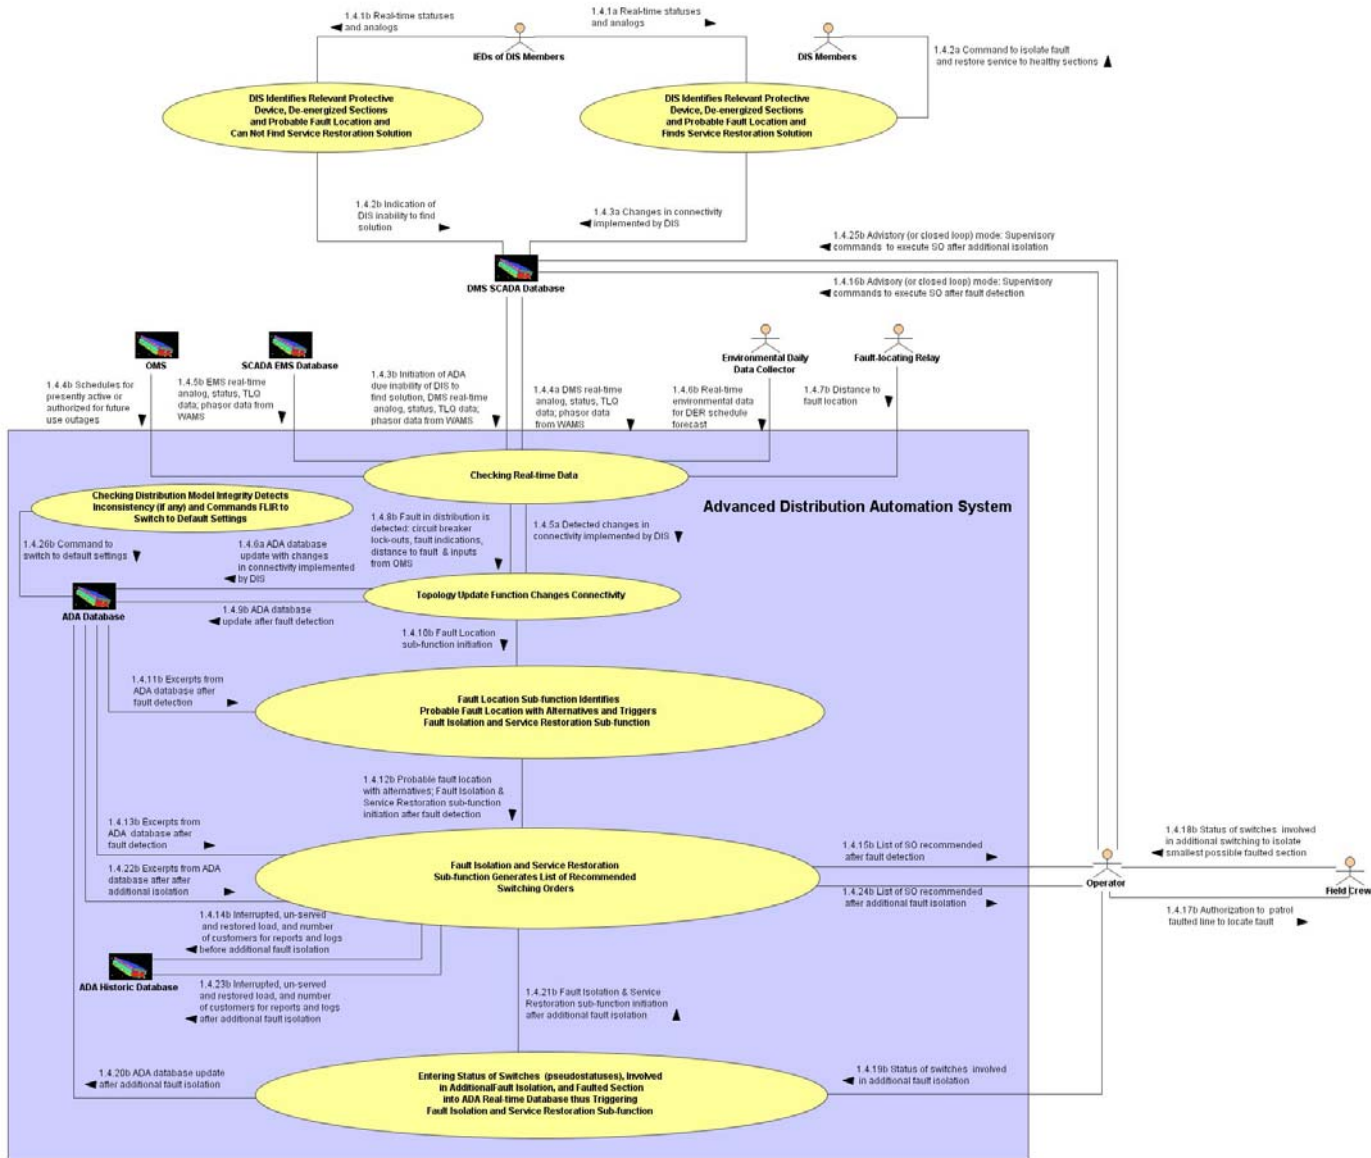 1.4.1b Real-time statuses
and analogs
1.4.1a Real-time statuses
and analogs
IEDs of DIS Members
DIS Members
1.4.2a Command to isolate fault
and restore service to healthy sections
DIS Identifies Relevant Protective
Device, De-energized Sections
and Probable Fault Location and
Can Not Find Service Restoration Solution
DIS Identifies Relevant Protective
Device, De-energized Sections
and Probable Fault Location and
Finds Service Restoration Solution
1.4.2b Indication of
DIS inability to find
solution
1.4.3a Changes in connectivity
implemented by DIS
1.4.25b Advistory (or closed loop) mode: Supervisory
commands to execute SO after additional isolation
DMS SCADA Database
1.4.16b Advisory (or closed loop) mode: Supervisory
commands to execute SO after fault detection
OMS
SCADA EMS Database
Environmental Daily
Data Collector
Fault-locating Relay
1.4.4b Schedules for
presently active or
authorized for future
use outages
1.4.5b EMS real-time
analog, status, TLQ
data; phasor data from
WAMS
1.4.3b Initiation of ADA
due inability of DIS to
find solution, DMS real-time
analog, status, TLQ data;
phasor data from WAMS
1.4.4a DMS real-time
analog, status, TLQ
data; phasor data
from WAMS
1.4.6b Real-time
environmental data
for DER schedule
forecast
1.4.7b Distance to
fault location
Checking Real-time Data
Checking Distribution Model Integrity Detects
Inconsistency (if any) and Commands FLIR to
Switch to Default Settings
Advanced Distribution Automation System
1.4.26b Command to
switch to default settings
1.4.6a ADA database
update with changes
in connectivity implemented
by DIS
1.4.8b Fault in distribution is
detected: circuit breaker
lock-outs, fault indications,
distance to fault & inputs
from OMS
1.4.5a Detected changes in
connectivity implemented by DIS
Topology Update Function Changes Connectivity
ADA Database
1.4.9b ADA database
update after fault detection
1.4.10b Fault Location
sub-function initiation
1.4.11b Excerpts from
ADA database after
fault detection
Fault Location Sub-function Identifies
Probable Fault Location with Alternatives and Triggers
Fault Isolation and Service Restoration Sub-function
1.4.12b Probable fault location
with alternatives; Fault Isolation &
Service Restoration sub-function
initiation after fault detection
1.4.13b Excerpts from
ADA database after
fault detection
1.4.22b Excerpts from ADA
database after after
additional isolation
Fault Isolation and Service Restoration
Sub-function Generates List of Recommended
Switching Orders
1.4.15b List of SO recommended
after fault detection
1.4.24b List of SO recommended
after additional fault isolation
Operator
1.4.18b Status of switches involved
in additional switching to isolate
smallest possible faulted section
Field Crew
1.4.17b Authorization to patrol
faulted line to locate fault
1.4.14b Interrupted, un-served
and restored load, and number
of customers for reports and logs
before additional fault isolation
ADA Historic Database
1.4.23b Interrupted, un-served
and restored load, and number
of customers for reports and logs
after additional fault isolation
1.4.21b Fault Isolation & Service
Restoration sub-function initiation
after additional fault isolation
1.4.20b ADA database update
after additional fault isolation
Entering Status of Switches (pseudostatuses), Involved
in AdditionalFault Isolation, and Faulted Section
into ADA Real-time Database thus Triggering
Fault Isolation and Service Restoration Sub-function
1.4.19b Status of switches involved
in additional fault isolation